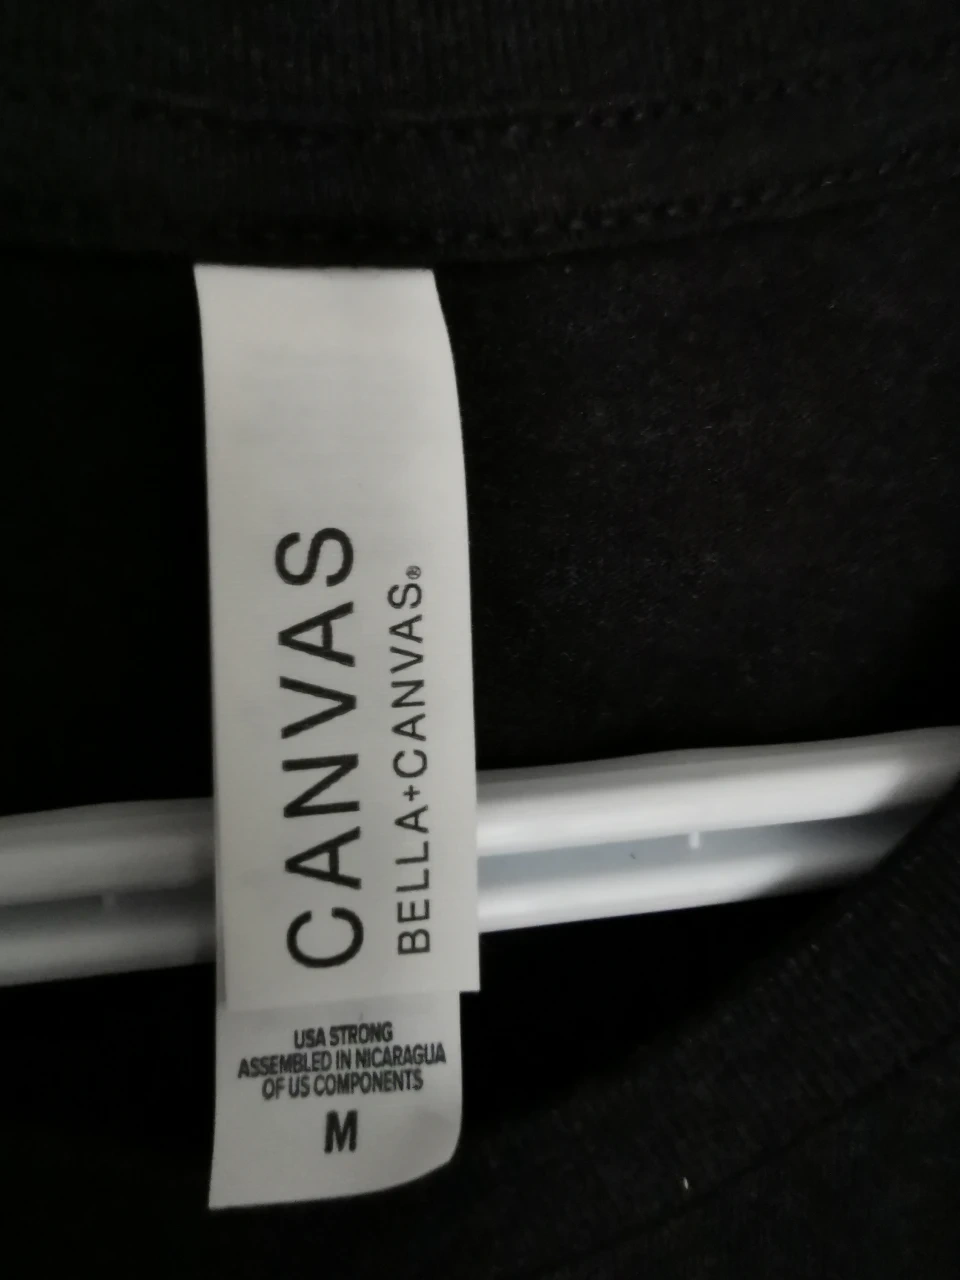 CANVAS
BELLA+CANVAS®
USA STRONG
ASSEMBLED IN NICARAGUA
OF US COMPONENTS
M